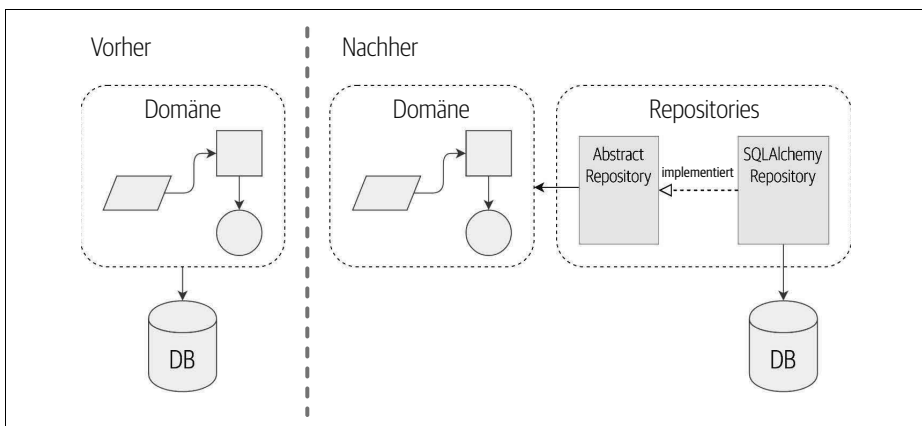 Vorher
Nachher
Domäne
DB
Domäne
Repositories
Abstract
Repository
implementiert
SQLAlchemy
Repository
DB